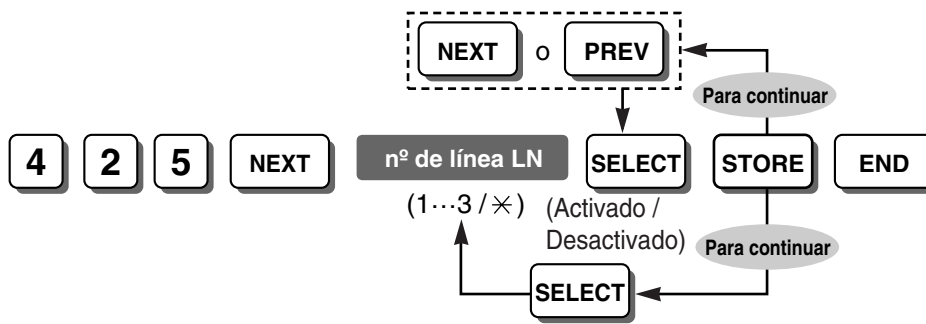 NEXT o PREV
Para continuar
4 2 5 NEXT nº de línea LN SELECT STORE END
(1···3 / ✳) (Activado /
Desactivado)
Para continuar
SELECT